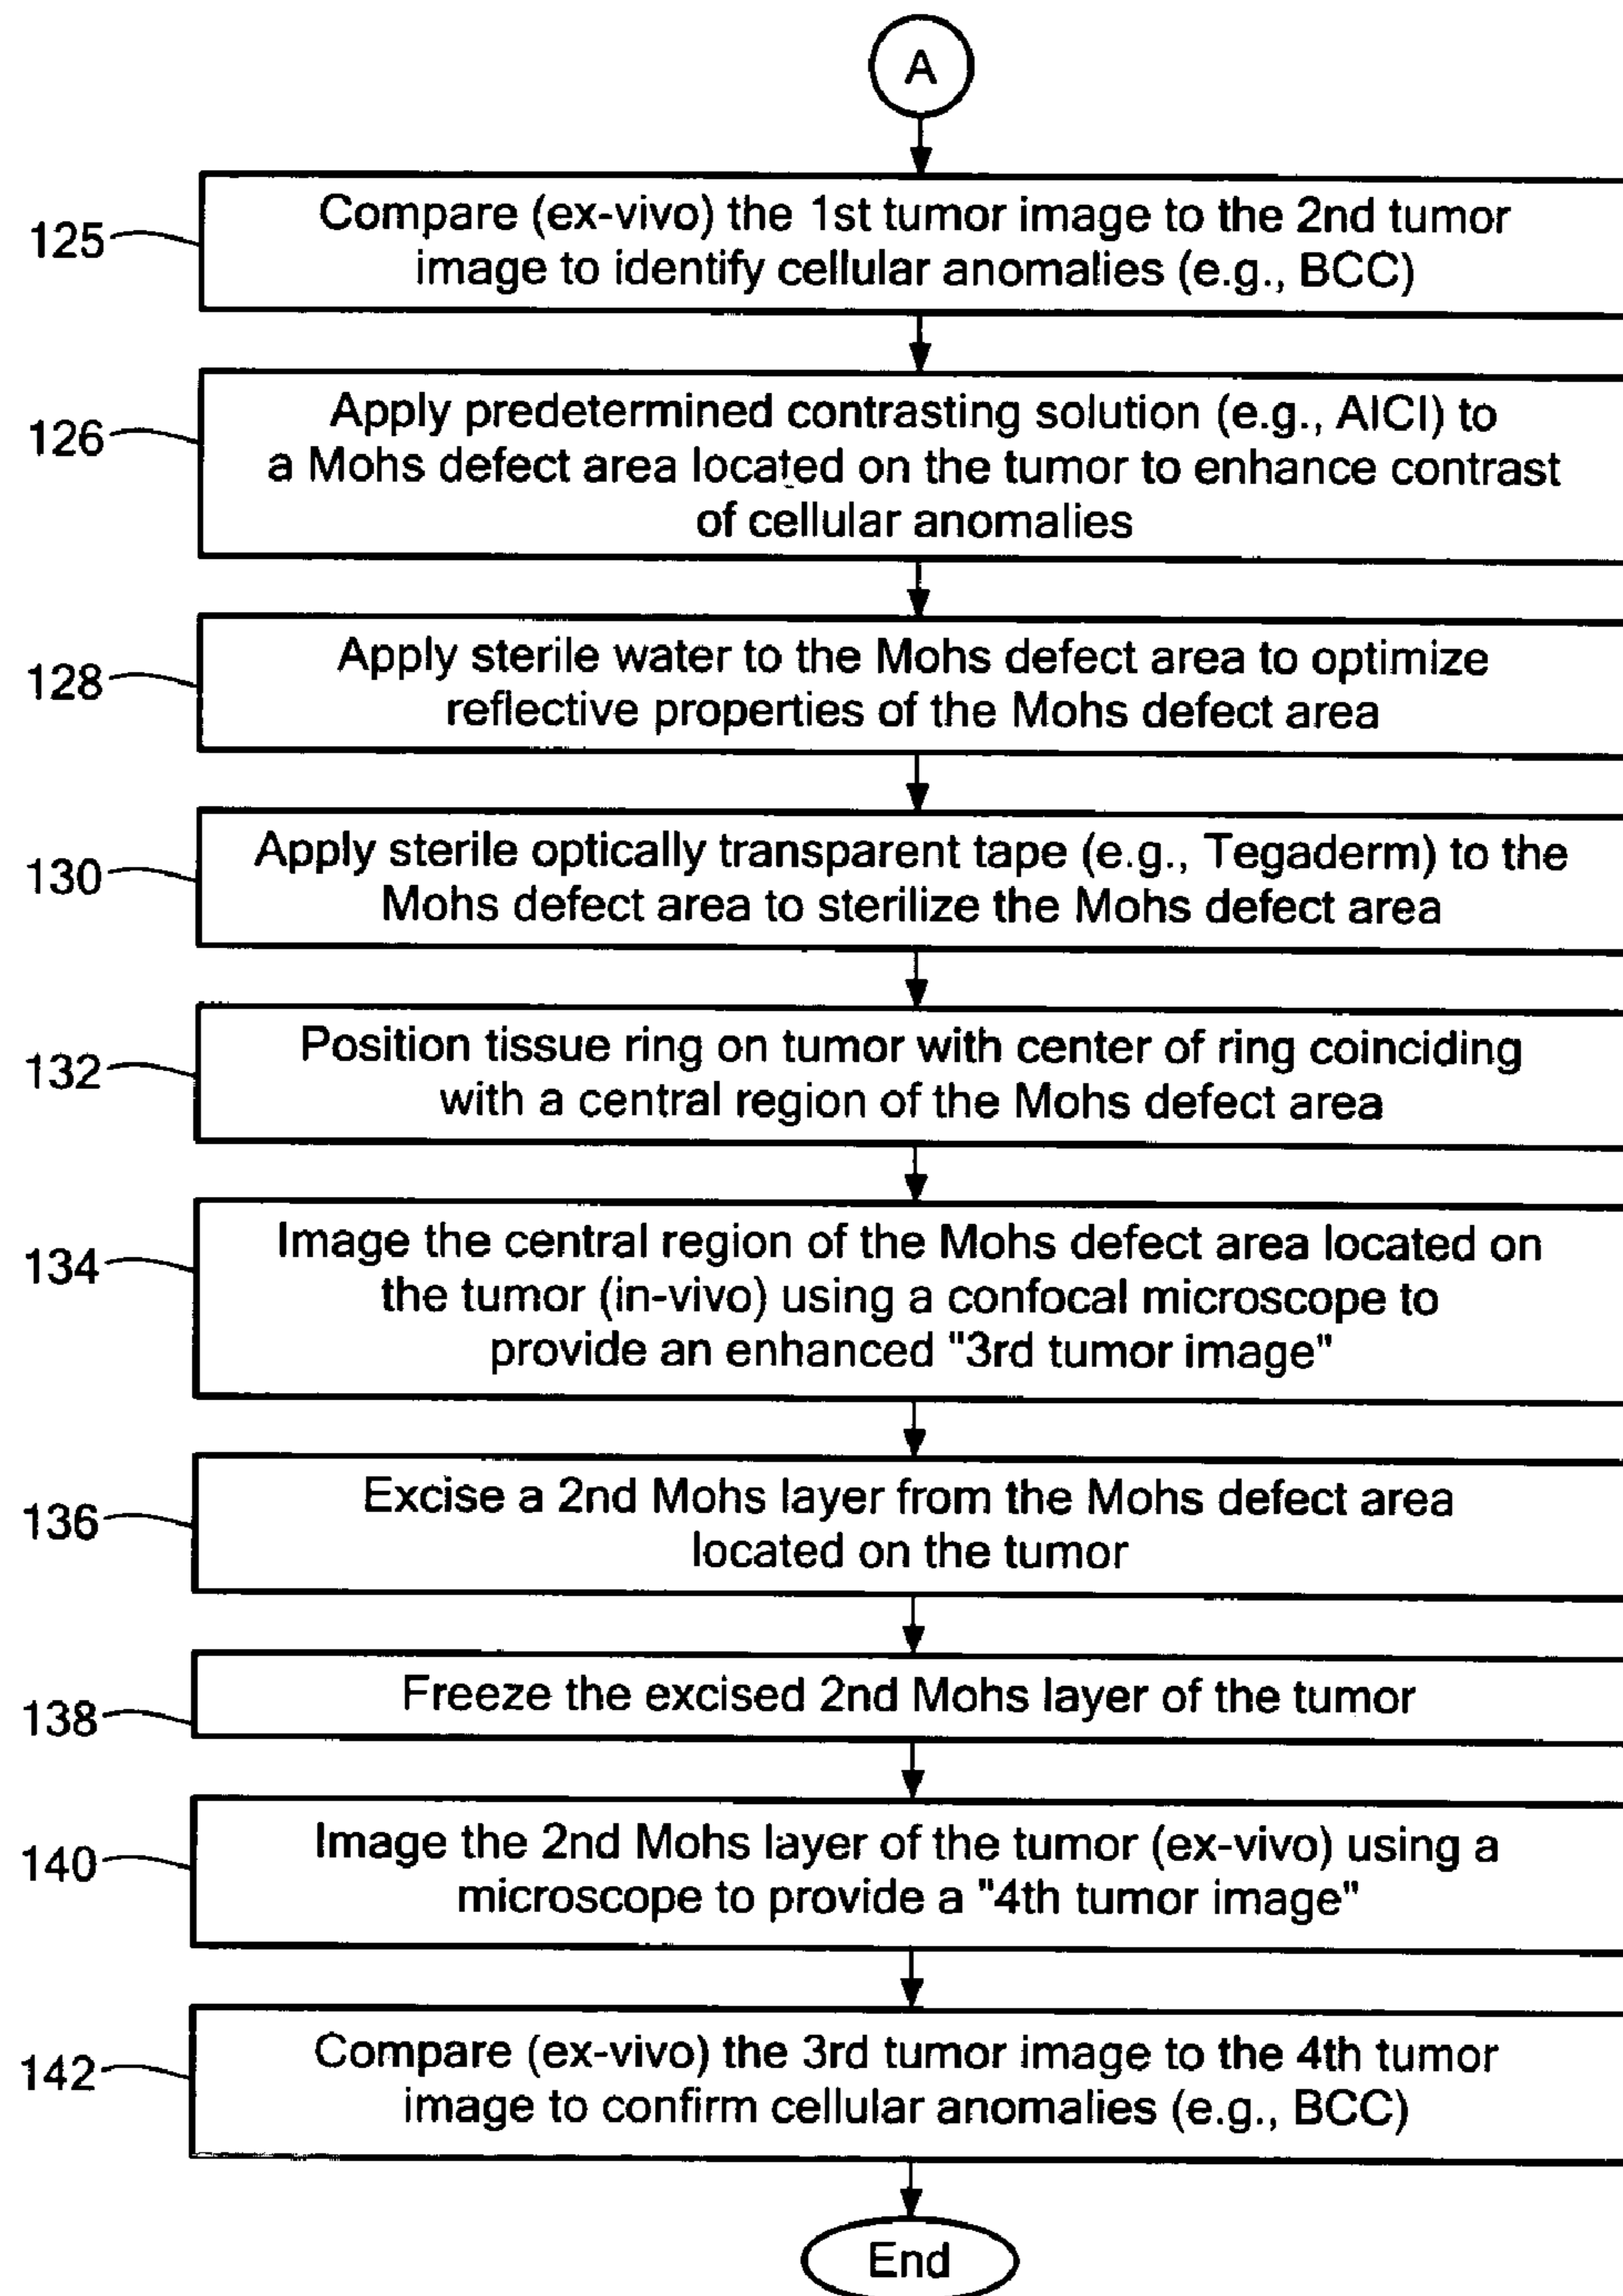 A
125
Compare (ex-vivo) the 1st tumor image to the 2nd tumor
image to identify cellular anomalies (e.g., BCC)
126
Apply predetermined contrasting solution (e.g., AlCl) to
a Mohs defect area located on the tumor to enhance contrast
of cellular anomalies
128
Apply sterile water to the Mohs defect area to optimize
reflective properties of the Mohs defect area
130
Apply sterile optically transparent tape (e.g., Tegaderm) to the
Mohs defect area to sterilize the Mohs defect area
132
Position tissue ring on tumor with center of ring coinciding
with a central region of the Mohs defect area
134
Image the central region of the Mohs defect area located on
the tumor (in-vivo) using a confocal microscope to
provide an enhanced "3rd tumor image"
136
Excise a 2nd Mohs layer from the Mohs defect area
located on the tumor
138
Freeze the excised 2nd Mohs layer of the tumor
140
Image the 2nd Mohs layer of the tumor (ex-vivo) using a
microscope to provide a "4th tumor image"
142
Compare (ex-vivo) the 3rd tumor image to the 4th tumor
image to confirm cellular anomalies (e.g., BCC)
End